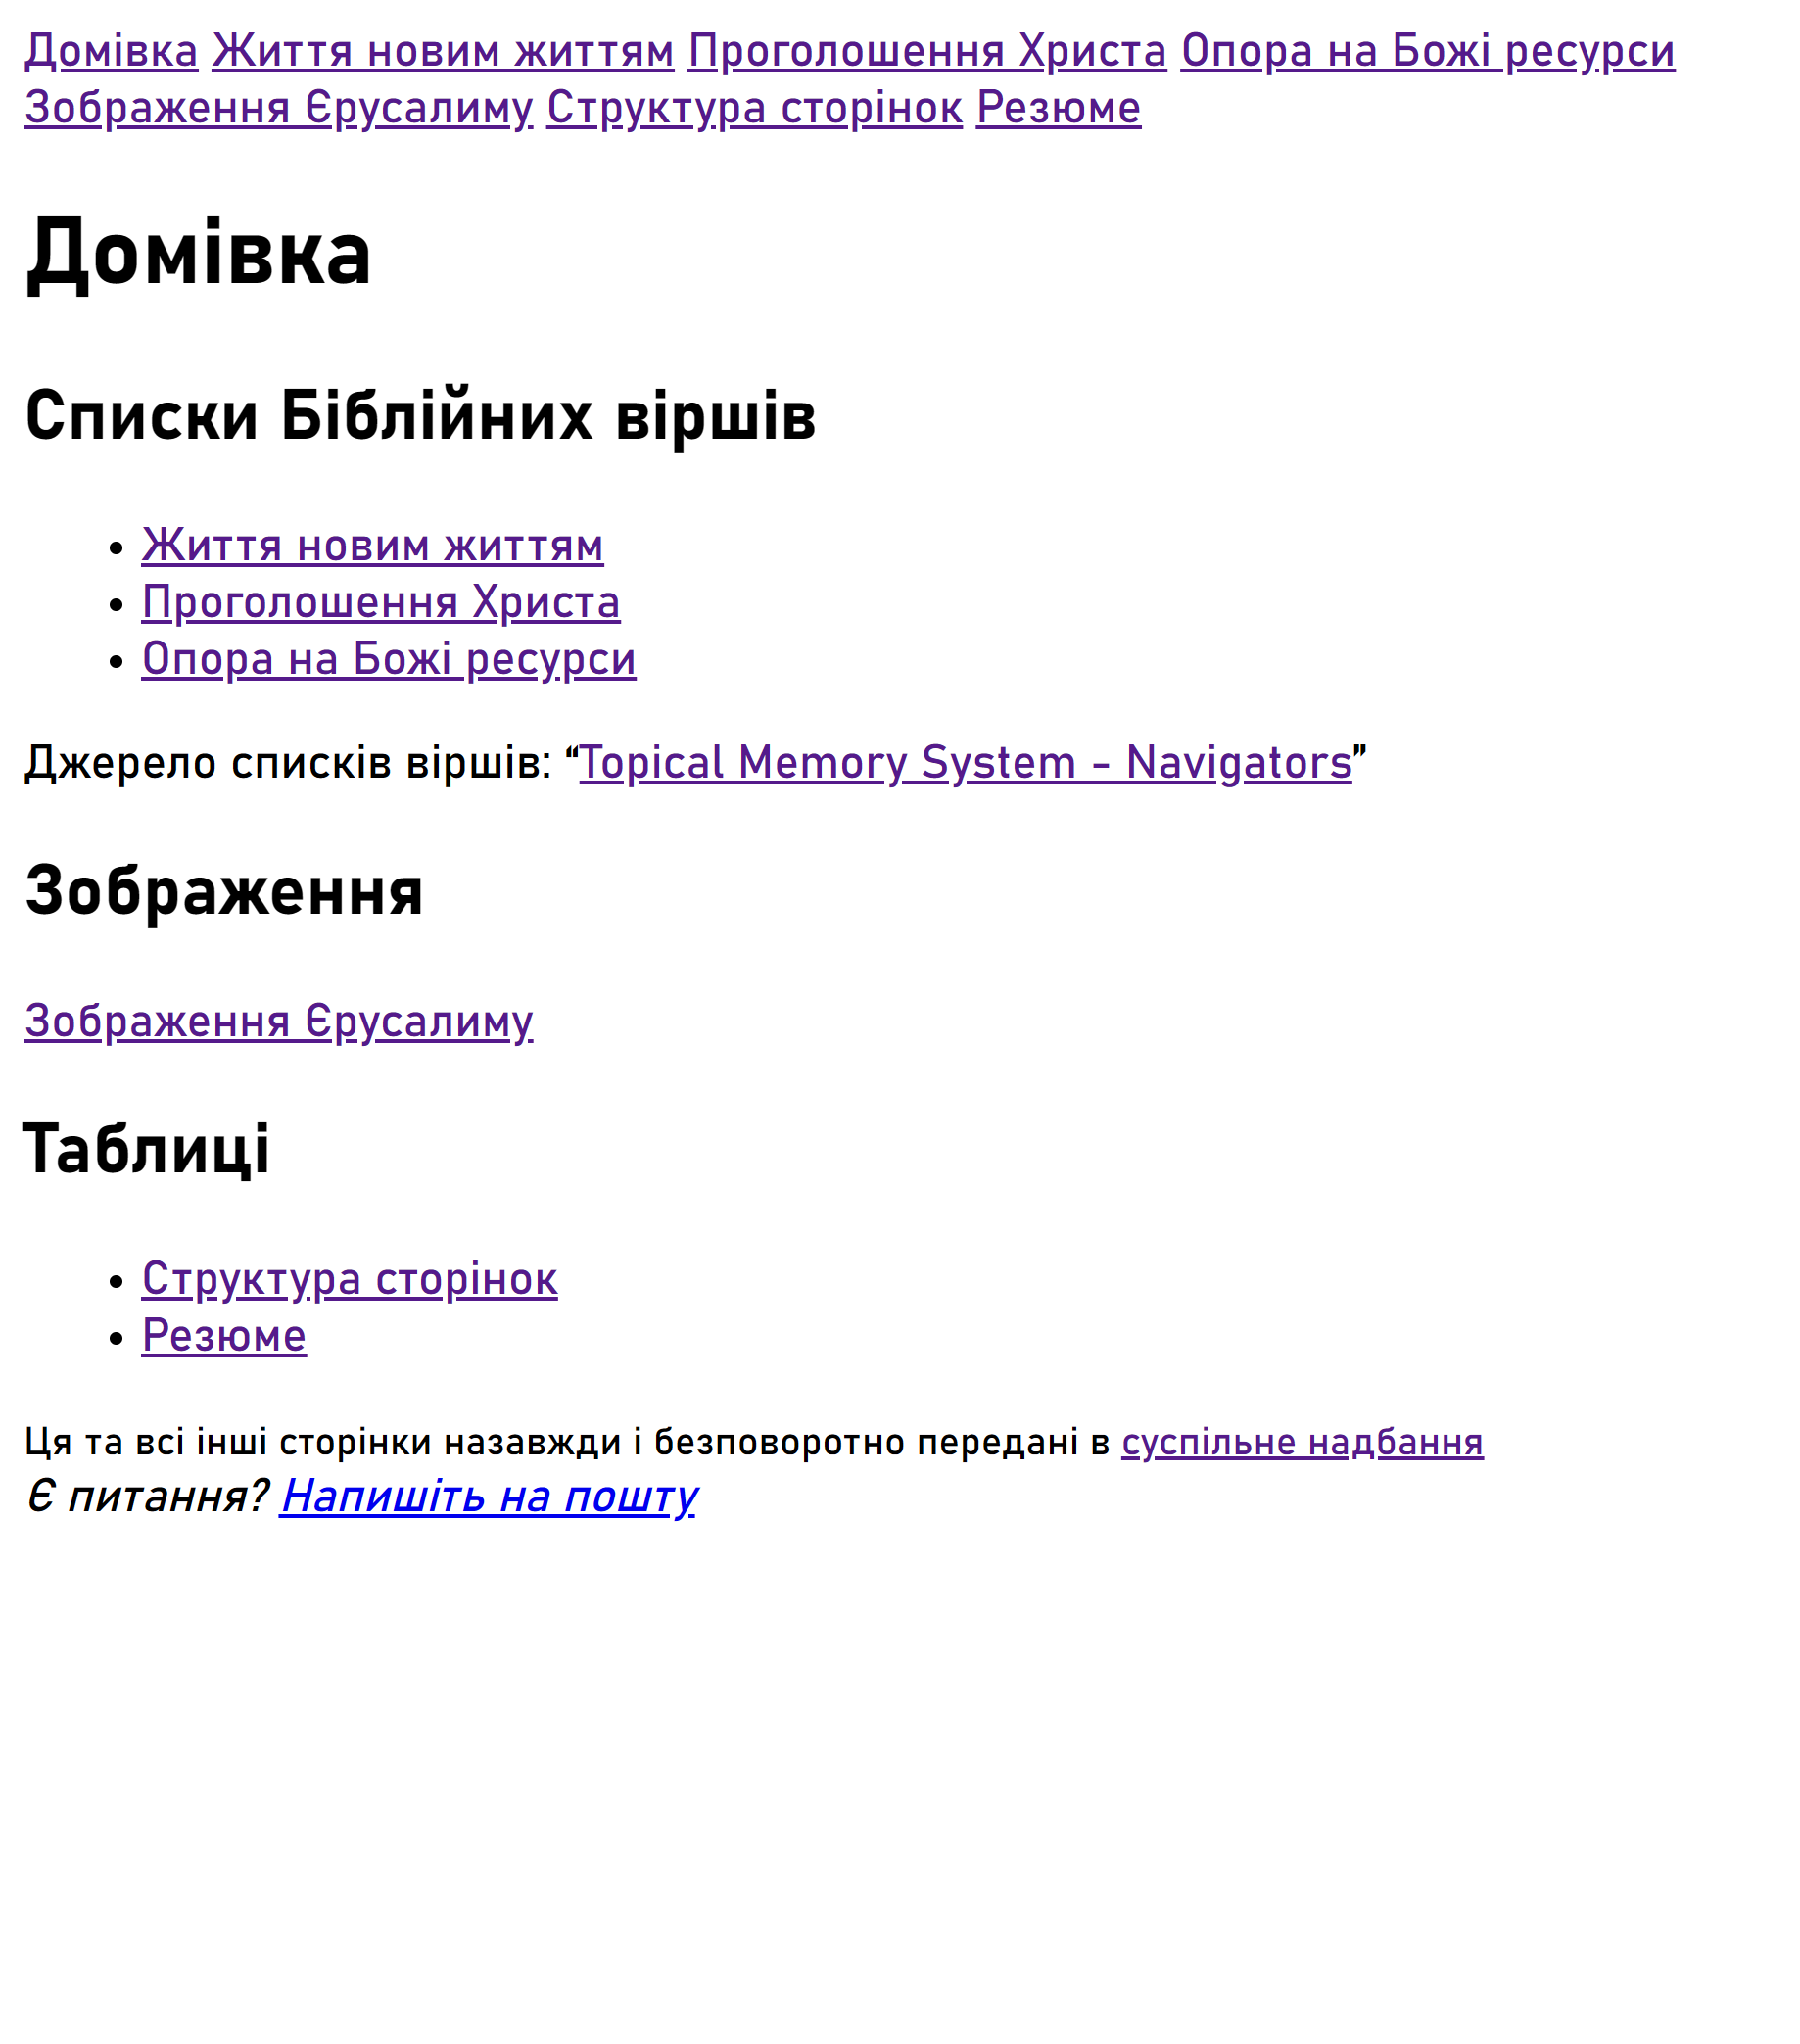 Домівка Життя новим життям Проголошення Христа Опора на Божі ресурси
Зображення Єрусалиму Структура сторінок Резюме
Домівка
Списки Біблійних віршів
• Життя новим життям
• Проголошення Христа
• Опора на Божі ресурси
Джерело списків віршів: “Topical Memory System - Navigators”
Зображення
Зображення Єрусалиму
Таблиці
• Структура сторінок
• Резюме
Ця та всі інші сторінки назавжди і безповоротно передані в суспільне надбання
Є питання? Напишіть на пошту